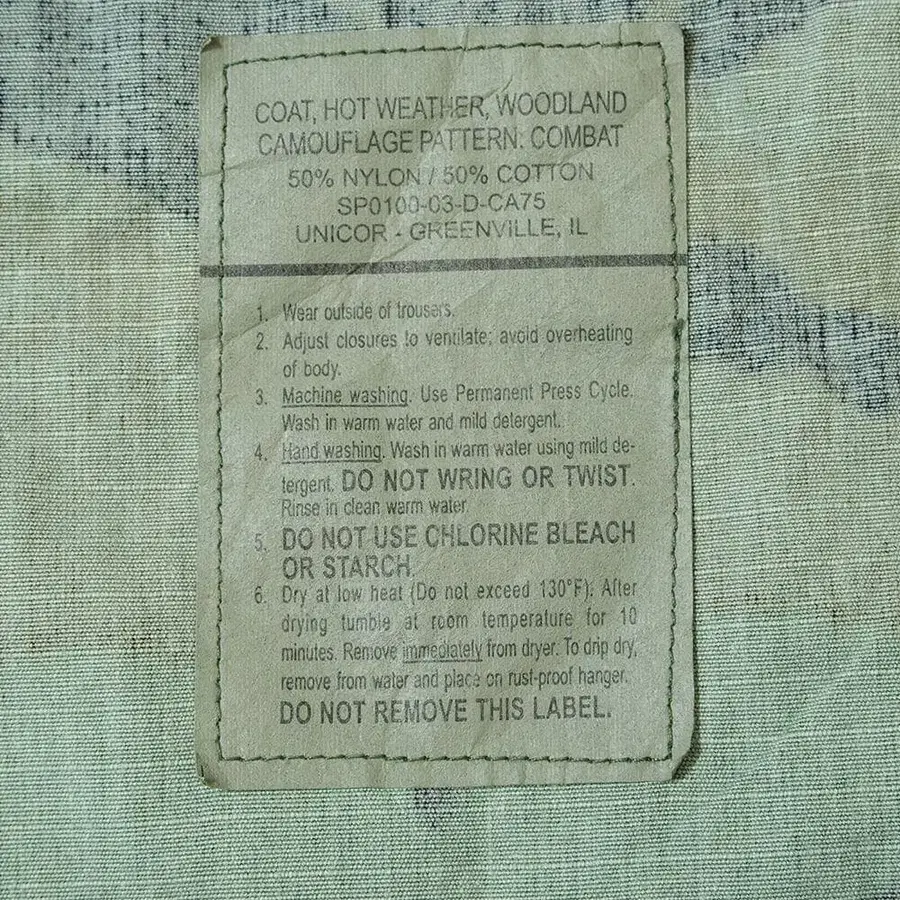 COAT, HOT WEATHER, WOODLAND
CAMOUFLAGE PATTERN: COMBAT
50% NYLON / 50% COTTON
SP0100-03-D-CA75
UNICOR - GREENVILLE, IL
1. Wear outside of trousers.
2. Adjust closures to ventilate; avoid overheating
of body.
3. Machine washing. Use Permanent Press Cycle.
Wash in warm water and mild detergent.
4. Hand washing. Wash in warm water using mild de-
tergent. DO NOT WRING OR TWIST.
Rinse in clean warm water
5. DO NOT USE CHLORINE BLEACH
OR STARCH.
6. Dry at low heat (Do not exceed 130°F). After
drying tumble at room temperature for 10
minutes. Remove immediately from dryer. To drip dry,
remove from water and place on rust-proof hanger.
DO NOT REMOVE THIS LABEL.